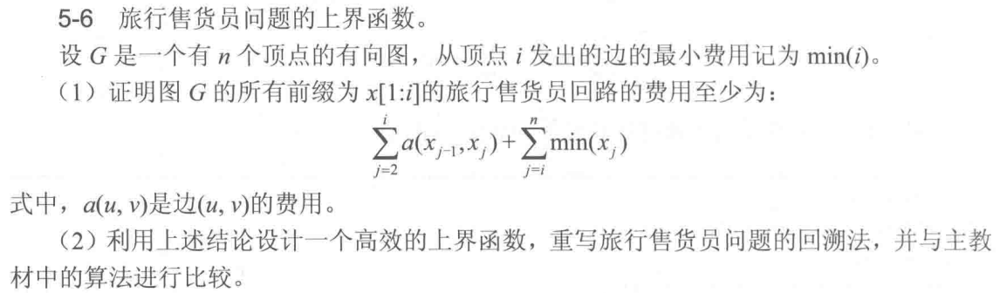 5-6 旅行售货员问题的上界函数。
设 G 是一个有 n 个顶点的有向图，从顶点 i 发出的边的最小费用记为 min(i)。
（1）证明图 G 的所有前缀为 x[1:i]的旅行售货员回路的费用至少为：
$\sum_{j=2}^{i} a(x_{j-1},x_j)+\sum_{j=i}^{n} \min(x_j)$
式中，a(u, v)是边(u, v)的费用。
（2）利用上述结论设计一个高效的上界函数，重写旅行售货员问题的回溯法，并与主教
材中的算法进行比较。